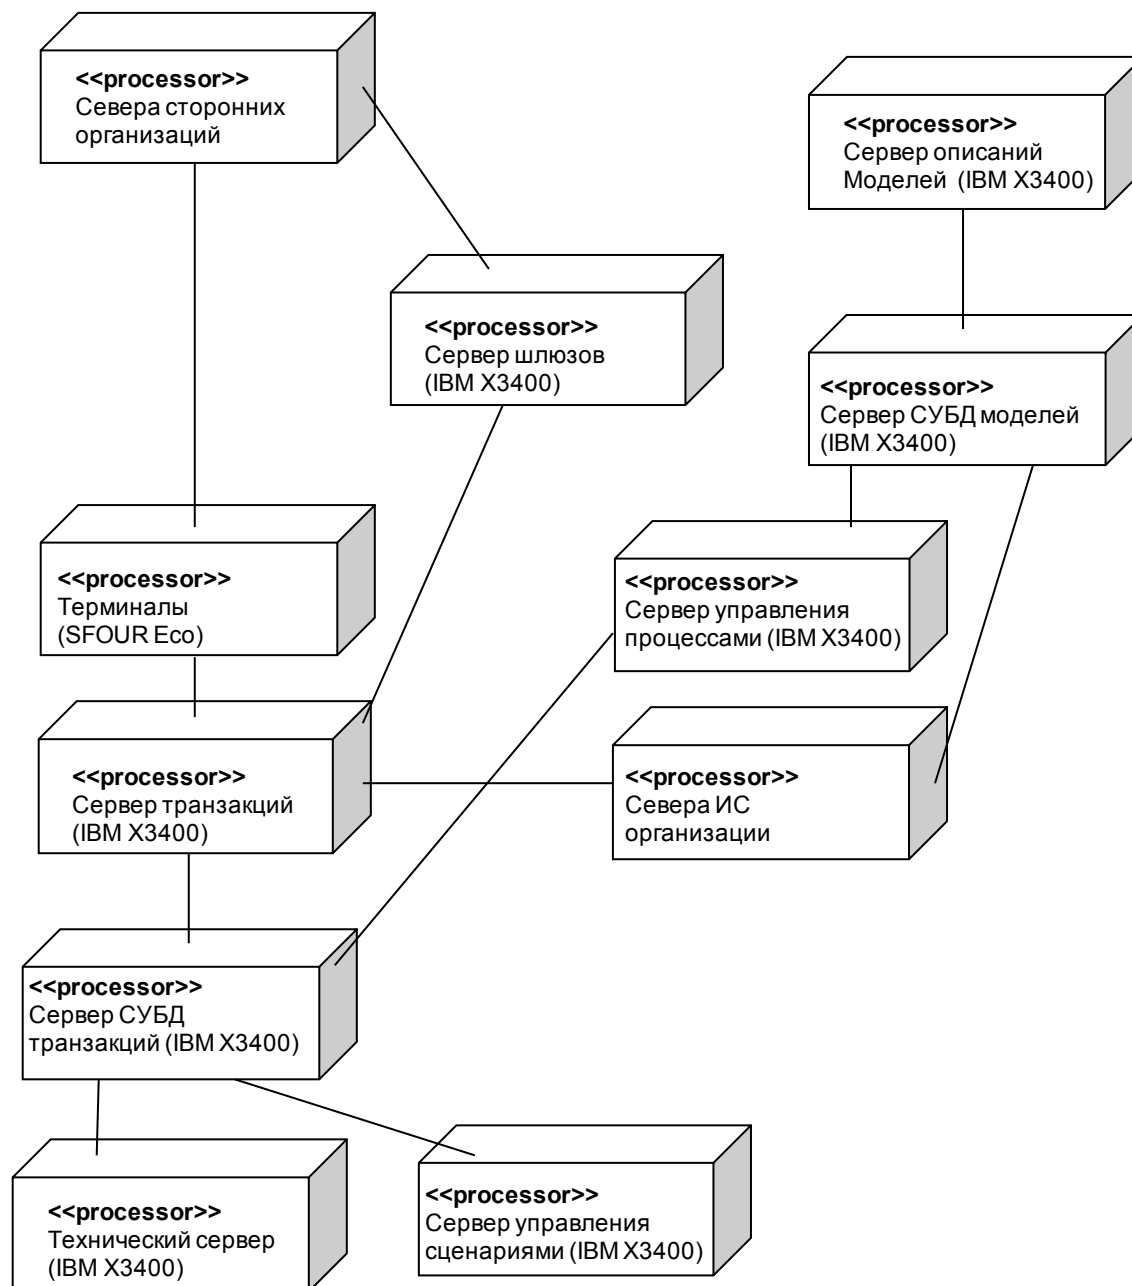 <<processor>>
Севера сторонних
организаций
<<processor>>
Сервер описаний
Моделей (IBM X3400)
<<processor>>
Сервер шлюзов
(IBM X3400)
<<processor>>
Сервер СУБД моделей
(IBM X3400)
<<processor>>
Терминалы
(SFOUR Eco)
<<processor>>
Сервер управления
процессами (IBM X3400)
<<processor>>
Сервер транзакций
(IBM X3400)
<<processor>>
Севера ИС
организации
<<processor>>
Сервер СУБД
транзакций (IBM X3400)
<<processor>>
Технический сервер
(IBM X3400)
<<processor>>
Сервер управления
сценариями (IBM X3400)